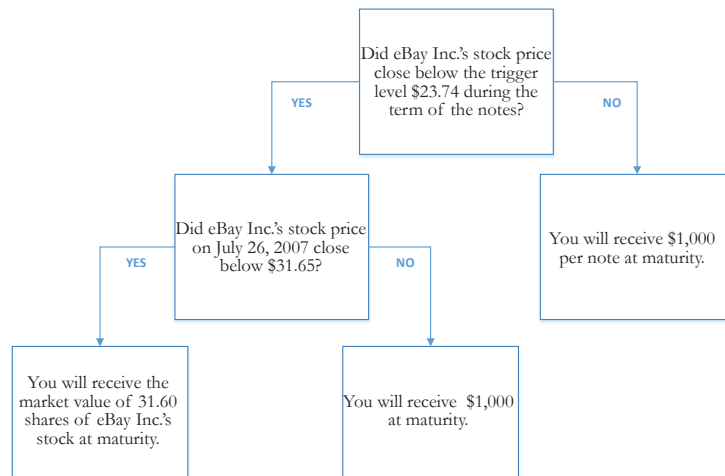 Did eBay Inc.'s stock price
close below the trigger
level $23.74 during the
term of the notes?
YES
NO
Did eBay Inc.'s stock price
on July 26, 2007 close
below $31.65?
You will receive $1,000
per note at maturity.
YES
NO
You will receive the
market value of 31.60
shares of eBay Inc.'s
stock at maturity.
You will receive $1,000
at maturity.